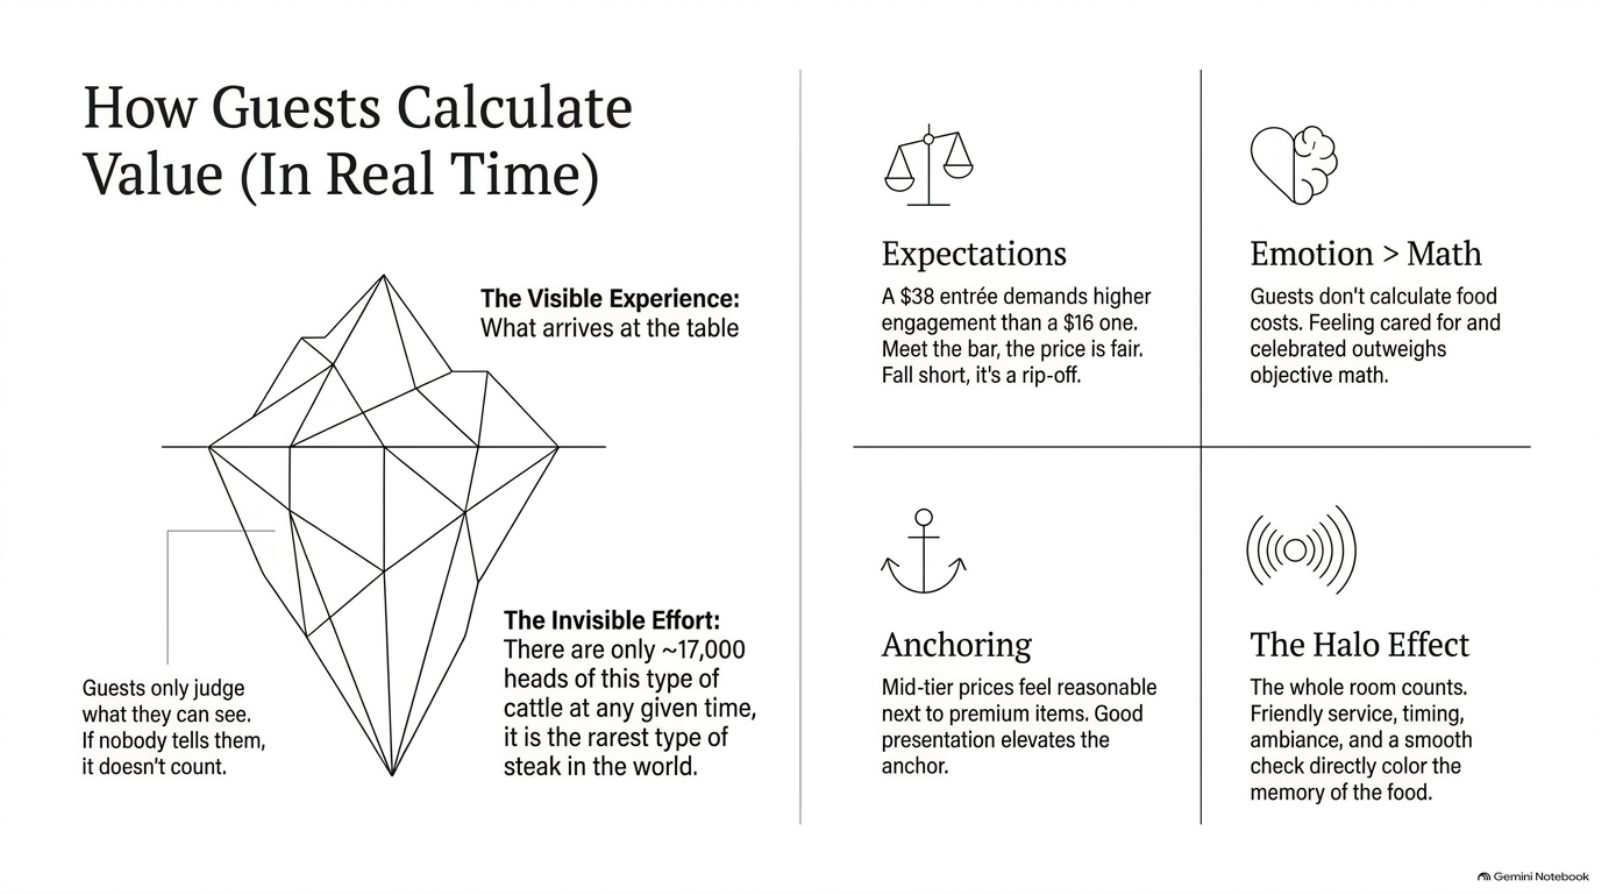 How Guests Calculate
Value (In Real Time)
The Visible Experience:
What arrives at the table
The Invisible Effort:
There are only ~17,000
heads of this type of
cattle at any given time,
it is the rarest type of
steak in the world.
Guests only judge
what they can see.
If nobody tells them,
it doesn't count.
Expectations
A $38 entrée demands higher
engagement than a $16 one.
Meet the bar, the price is fair.
Fall short, it's a rip-off.
Emotion > Math
Guests don't calculate food
costs. Feeling cared for and
celebrated outweighs
objective math.
Anchoring
Mid-tier prices feel reasonable
next to premium items. Good
presentation elevates the
anchor.
The Halo Effect
The whole room counts.
Friendly service, timing,
ambiance, and a smooth
check directly color the
memory of the food.
Gemini Notebook